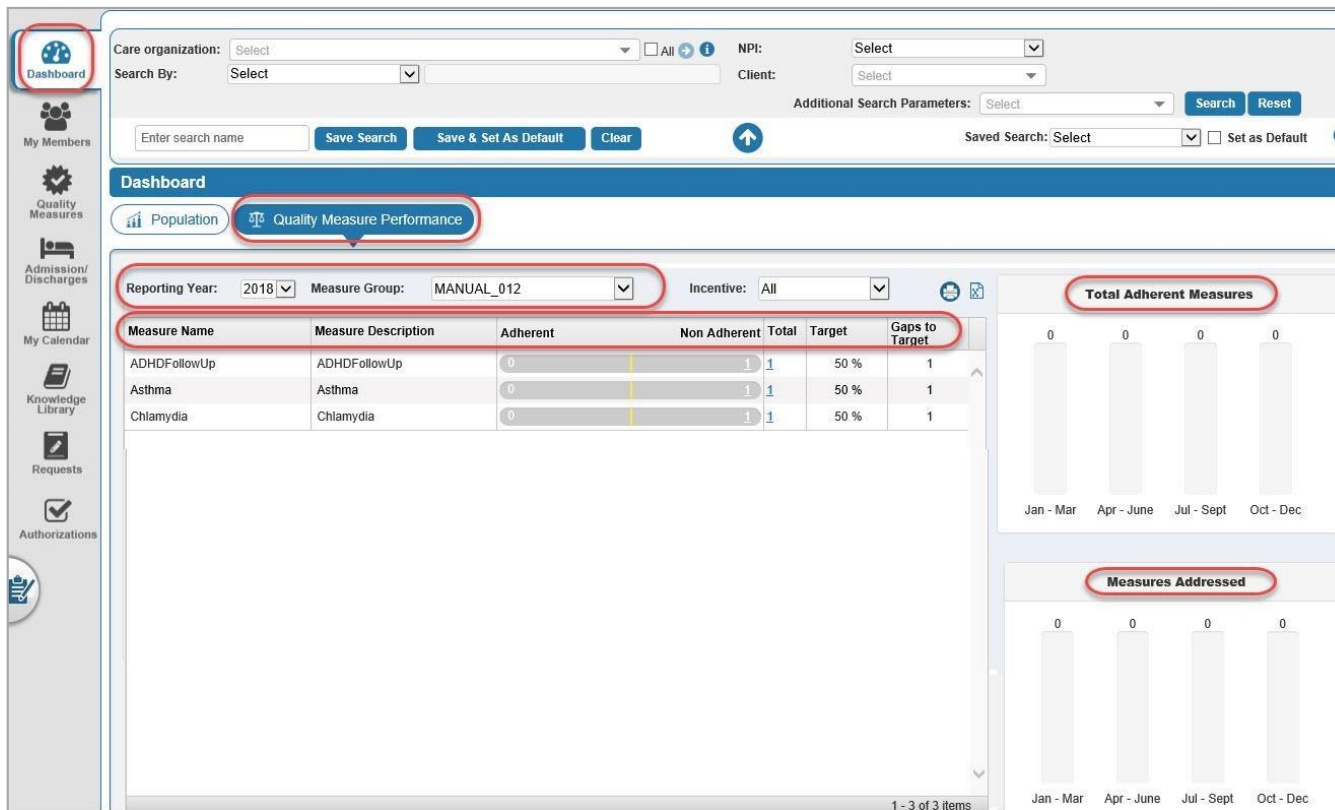 Dashboard
My Members
Quality
Measures
Admission/
Discharges
My Calendar
Knowledge
Library
Requests
Authorizations
Care organization: Select All NPI: Select
Search By: Select Client: Select
Additional Search Parameters: Select Search Reset
Enter search name Save Search Save & Set As Default Clear Saved Search: Select Set as Default
Dashboard
Population Quality Measure Performance
Reporting Year: 2018 Measure Group: MANUAL_012 Incentive: All
Measure Name Measure Description Adherent Non Adherent Total Target Gaps to
Target
ADHDFollowUp ADHDFollowUp 0 1 1 50 % 1
Asthma Asthma 0 1 1 50 % 1
Chlamydia Chlamydia 0 1 1 50 % 1
1 - 3 of 3 items
Total Adherent Measures
0 0 0 0
Jan - Mar Apr - June Jul - Sept Oct - Dec
Measures Addressed
0 0 0 0
Jan - Mar Apr - June Jul - Sept Oct - Dec